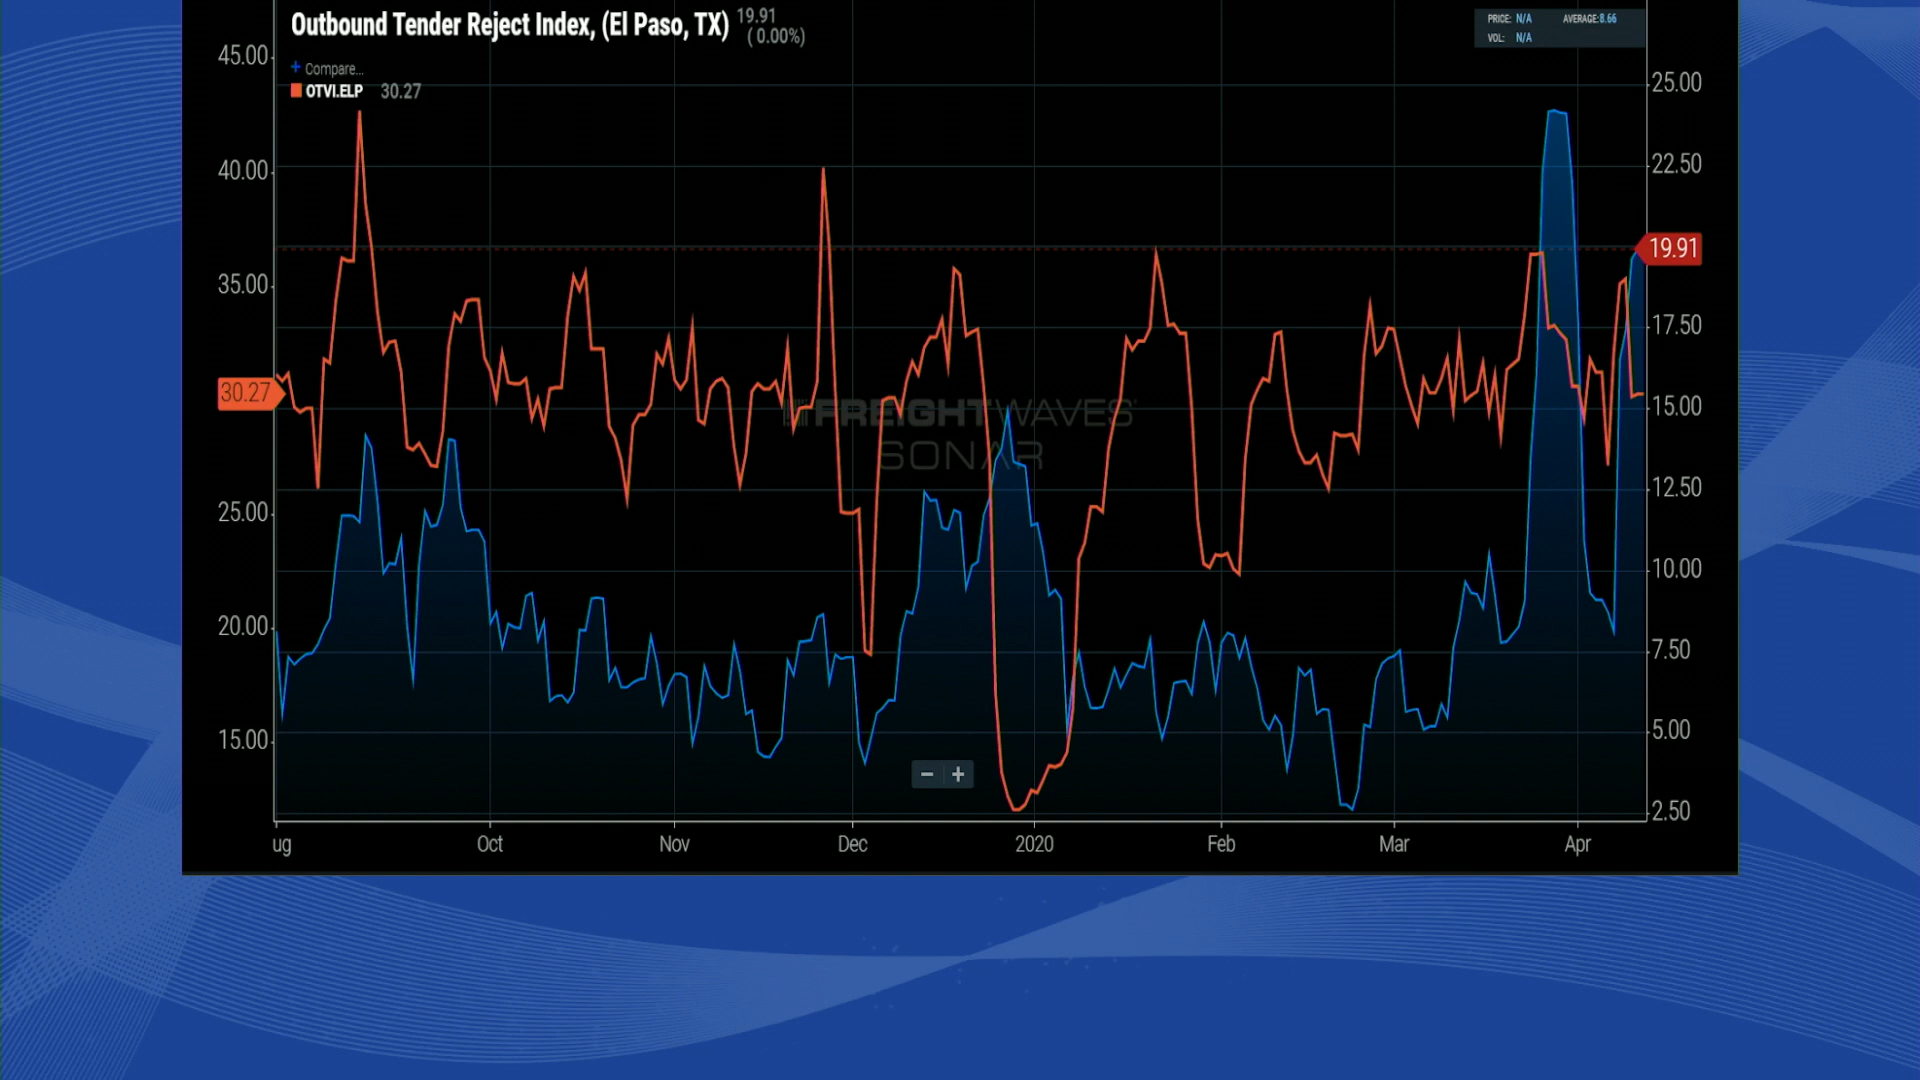 Outbound Tender Reject Index, (El Paso, TX) 19.91
( 0.00%)
PRICE: N/A AVERAGE:8.66
VOL: N/A
+ Compare...
OTVI.ELP 30.27
45.00
40.00
35.00
30.27
25.00
20.00
15.00
25.00
22.50
19.91
17.50
15.00
12.50
10.00
7.50
5.00
2.50
FREIGHTWAVES
SONAR
− +
ug Oct Nov Dec 2020 Feb Mar Apr